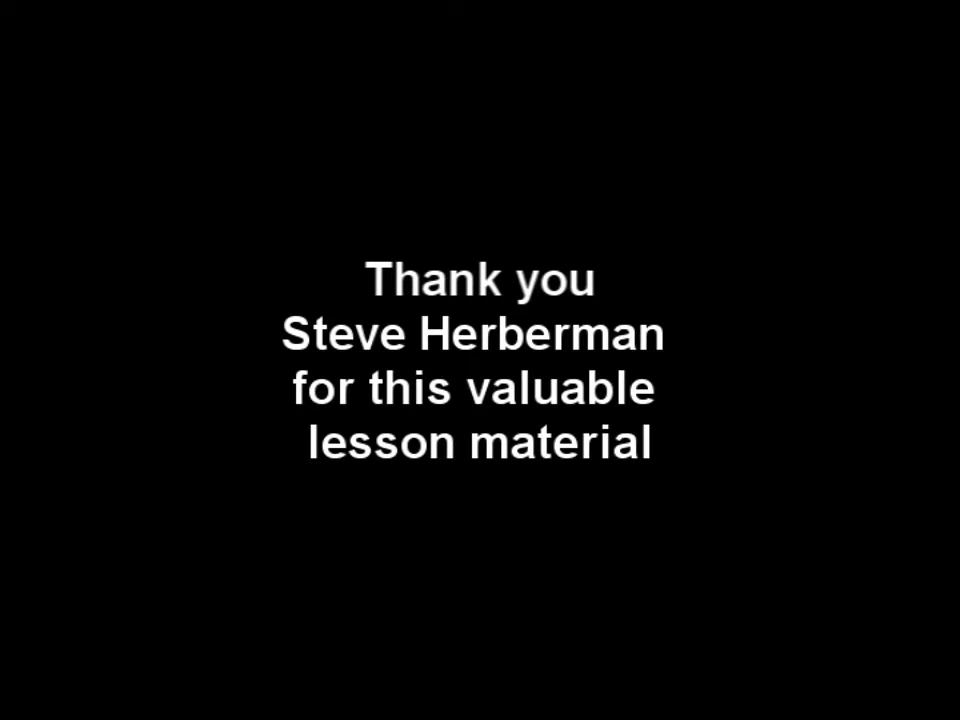 Thank you
Steve Herberman
for this valuable
lesson material